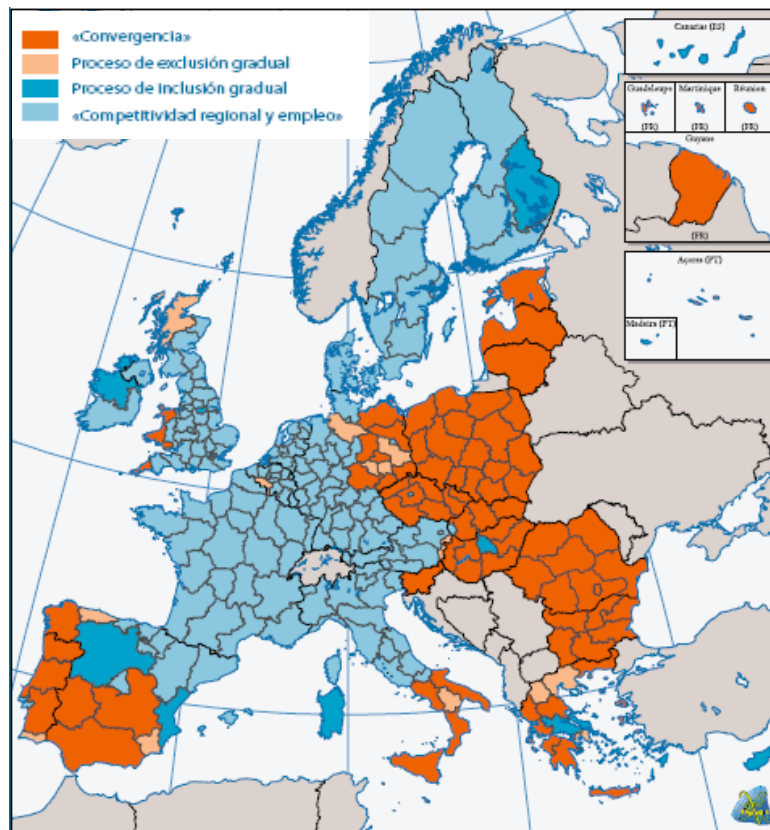 «Convergencia»
Proceso de exclusión gradual
Proceso de inclusión gradual
«Competitividad regional y empleo»
Canarias (ES)
Guadeloupe
Martinique
Réunion
(FR)
(FR)
(FR)
Guyane
(FR)
Açores (PT)
Madeira (PT)